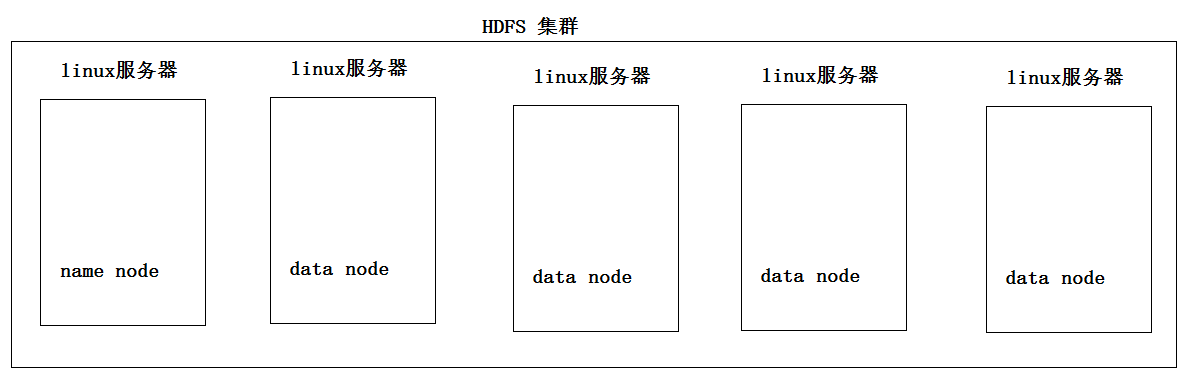 HDFS 集群
linux服务器
linux服务器
linux服务器
linux服务器
linux服务器
name node
data node
data node
data node
data node